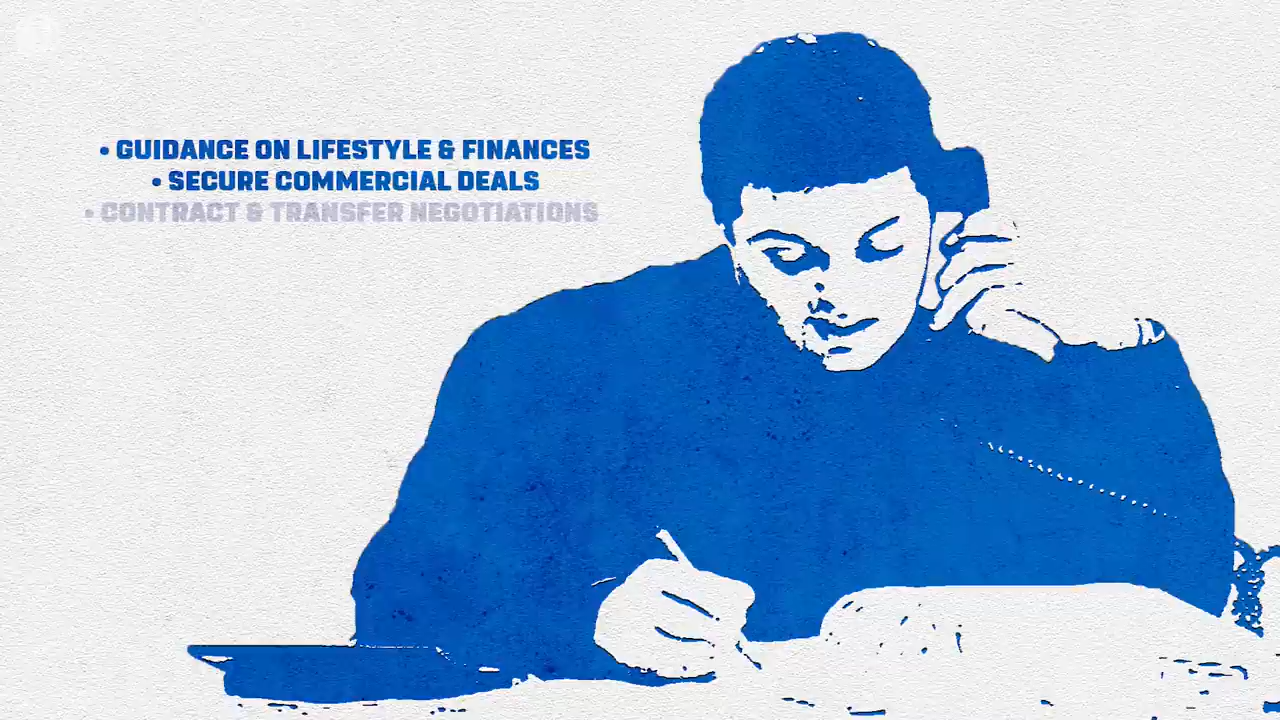 • GUIDANCE ON LIFESTYLE & FINANCES
• SECURE COMMERCIAL DEALS
• CONTRACT & TRANSFER NEGOTIATIONS